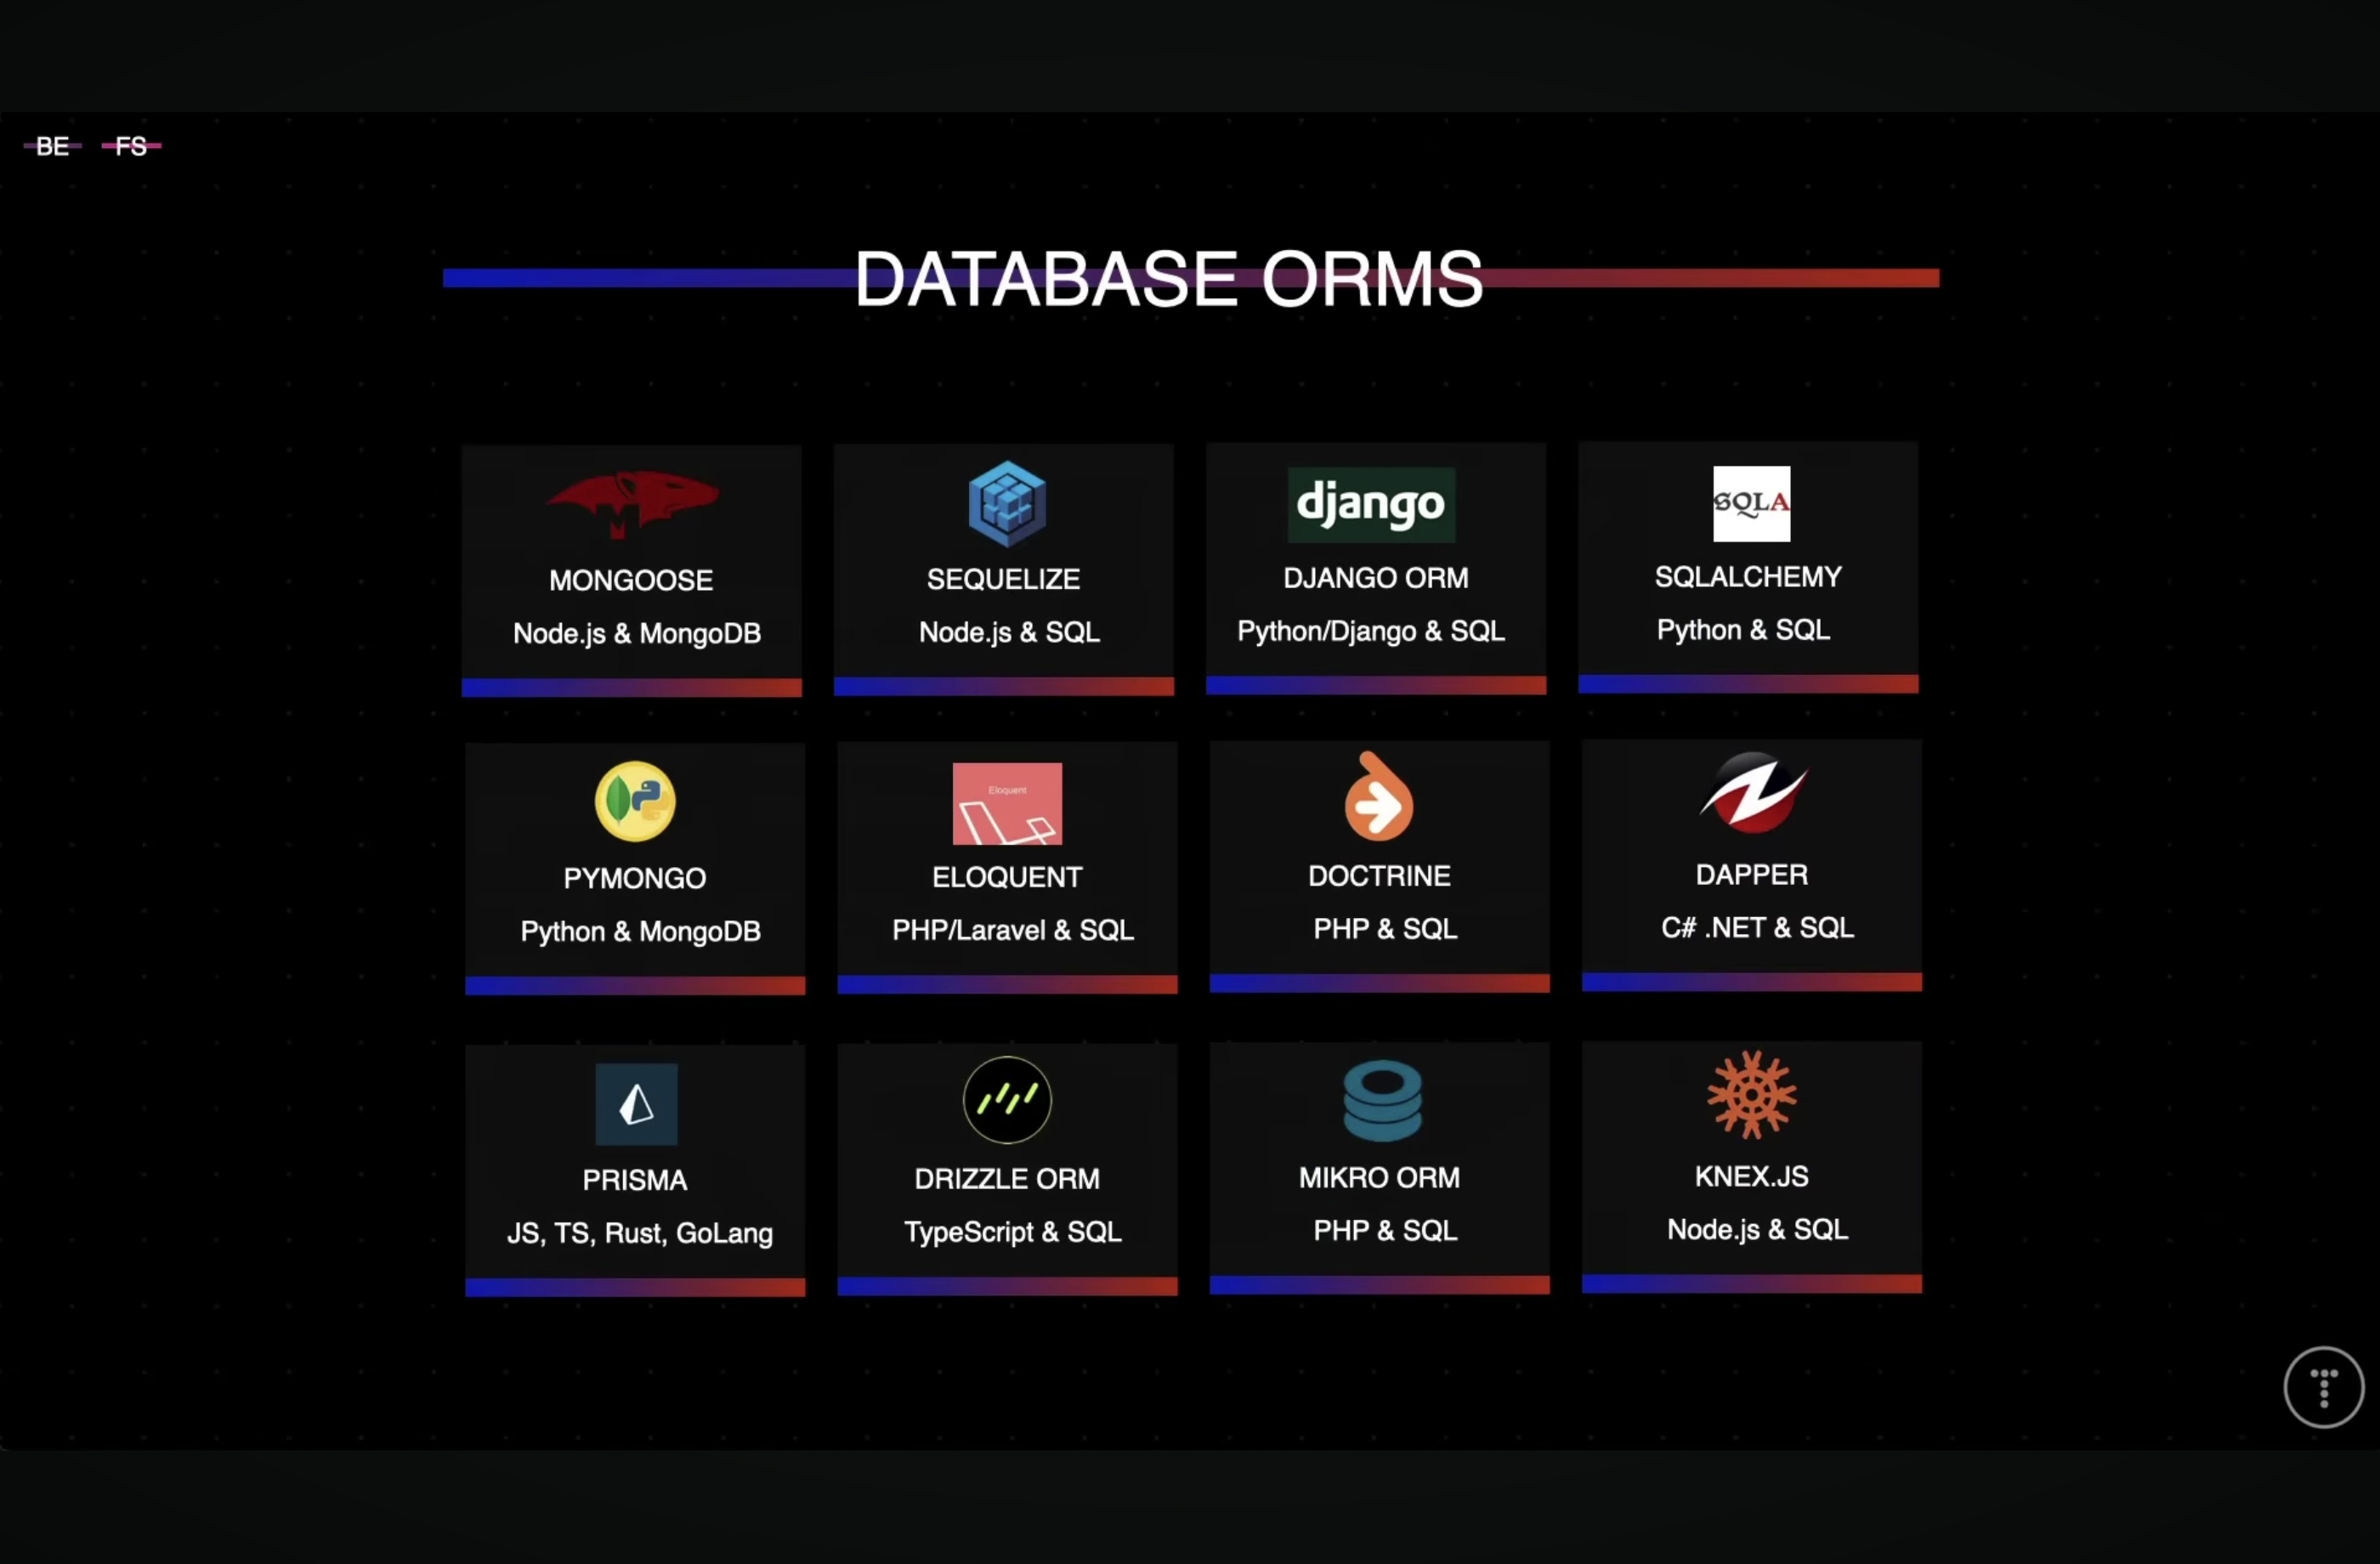 BE FS
DATABASE ORMS
MONGOOSE
Node.js & MongoDB
SEQUELIZE
Node.js & SQL
django
DJANGO ORM
Python/Django & SQL
SQLA
SQLALCHEMY
Python & SQL
PYMONGO
Python & MongoDB
Eloquent
ELOQUENT
PHP/Laravel & SQL
DOCTRINE
PHP & SQL
DAPPER
C# .NET & SQL
PRISMA
JS, TS, Rust, GoLang
DRIZZLE ORM
TypeScript & SQL
MIKRO ORM
PHP & SQL
KNEX.JS
Node.js & SQL
T